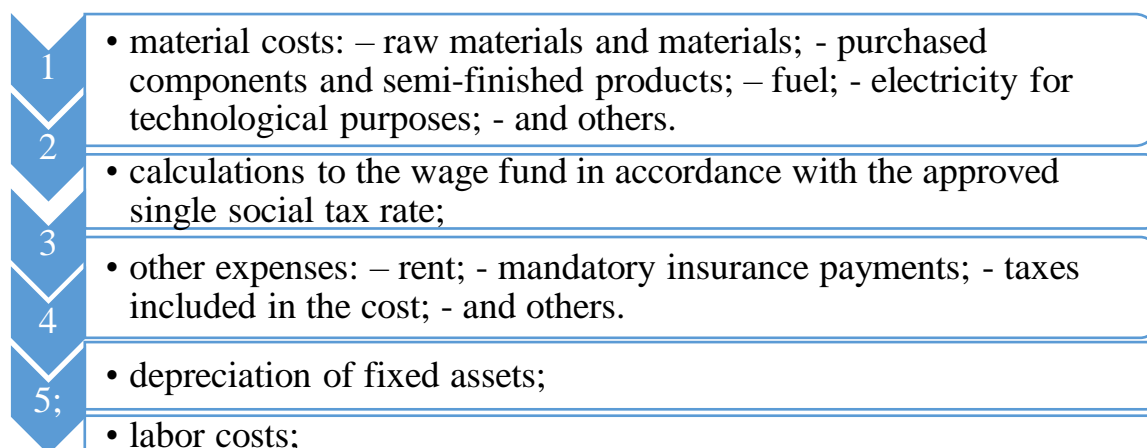 1
• material costs: – raw materials and materials; - purchased
components and semi-finished products; – fuel; - electricity for
technological purposes; - and others.
2
• calculations to the wage fund in accordance with the approved
single social tax rate;
3
• other expenses: – rent; - mandatory insurance payments; - taxes
included in the cost; - and others.
4
• depreciation of fixed assets;
5;
• labor costs;